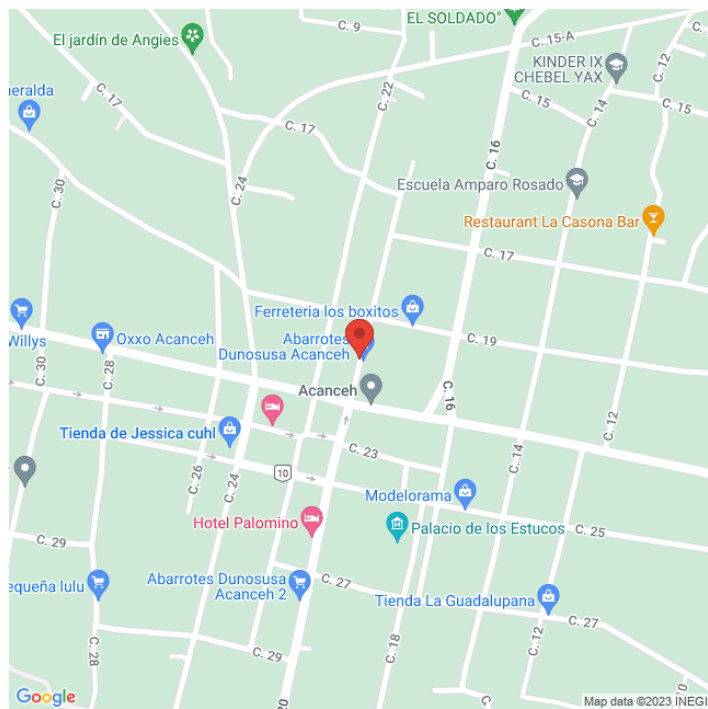 EL SOLDADO"
C. 9
El jardín de Angies
C. 15-A
KINDER IX
CHEBEL YAX
C. 12
C. 22
C. 14
C. 15
C. 15
neralda
C. 17
C. 17
C. 16
C. 24
Escuela Amparo Rosado
C. 30
Restaurant La Casona Bar
C. 17
Ferreteria los boxitos
Willys
Oxxo Acanceh
Abarrotes
Dunosusa Acanceh
C. 19
C. 30
C. 28
Acanceh
C. 16
C. 12
Tienda de Jessica cuhl
C. 23
C. 14
C. 26
C. 24
10
Modelorama
Hotel Palomino
Palacio de los Estucos
C. 25
C. 29
equeña lulu
Abarrotes Dunosusa
Acanceh 2
C. 27
Tienda La Guadalupana
C. 27
C. 12
C. 18
C. 28
C. 29
20
10
Google
Map data ©2023 INEGI